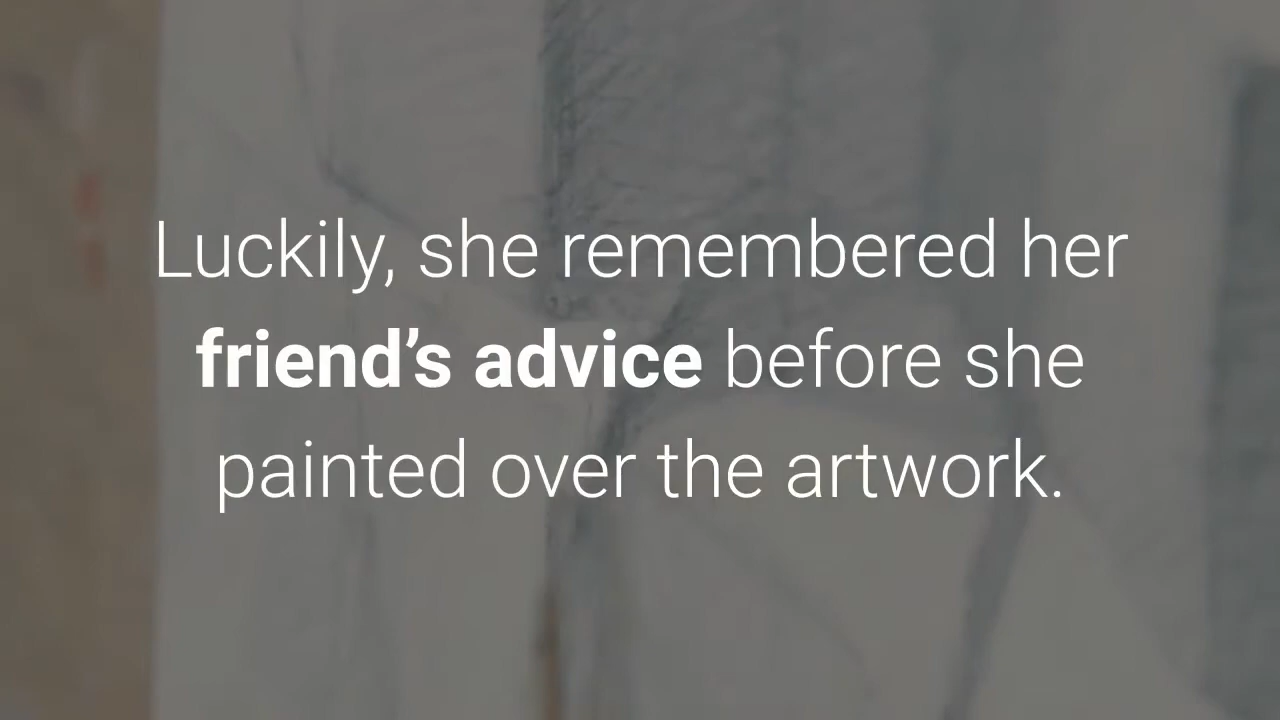 Luckily, she remembered her
friend’s advice before she
painted over the artwork.